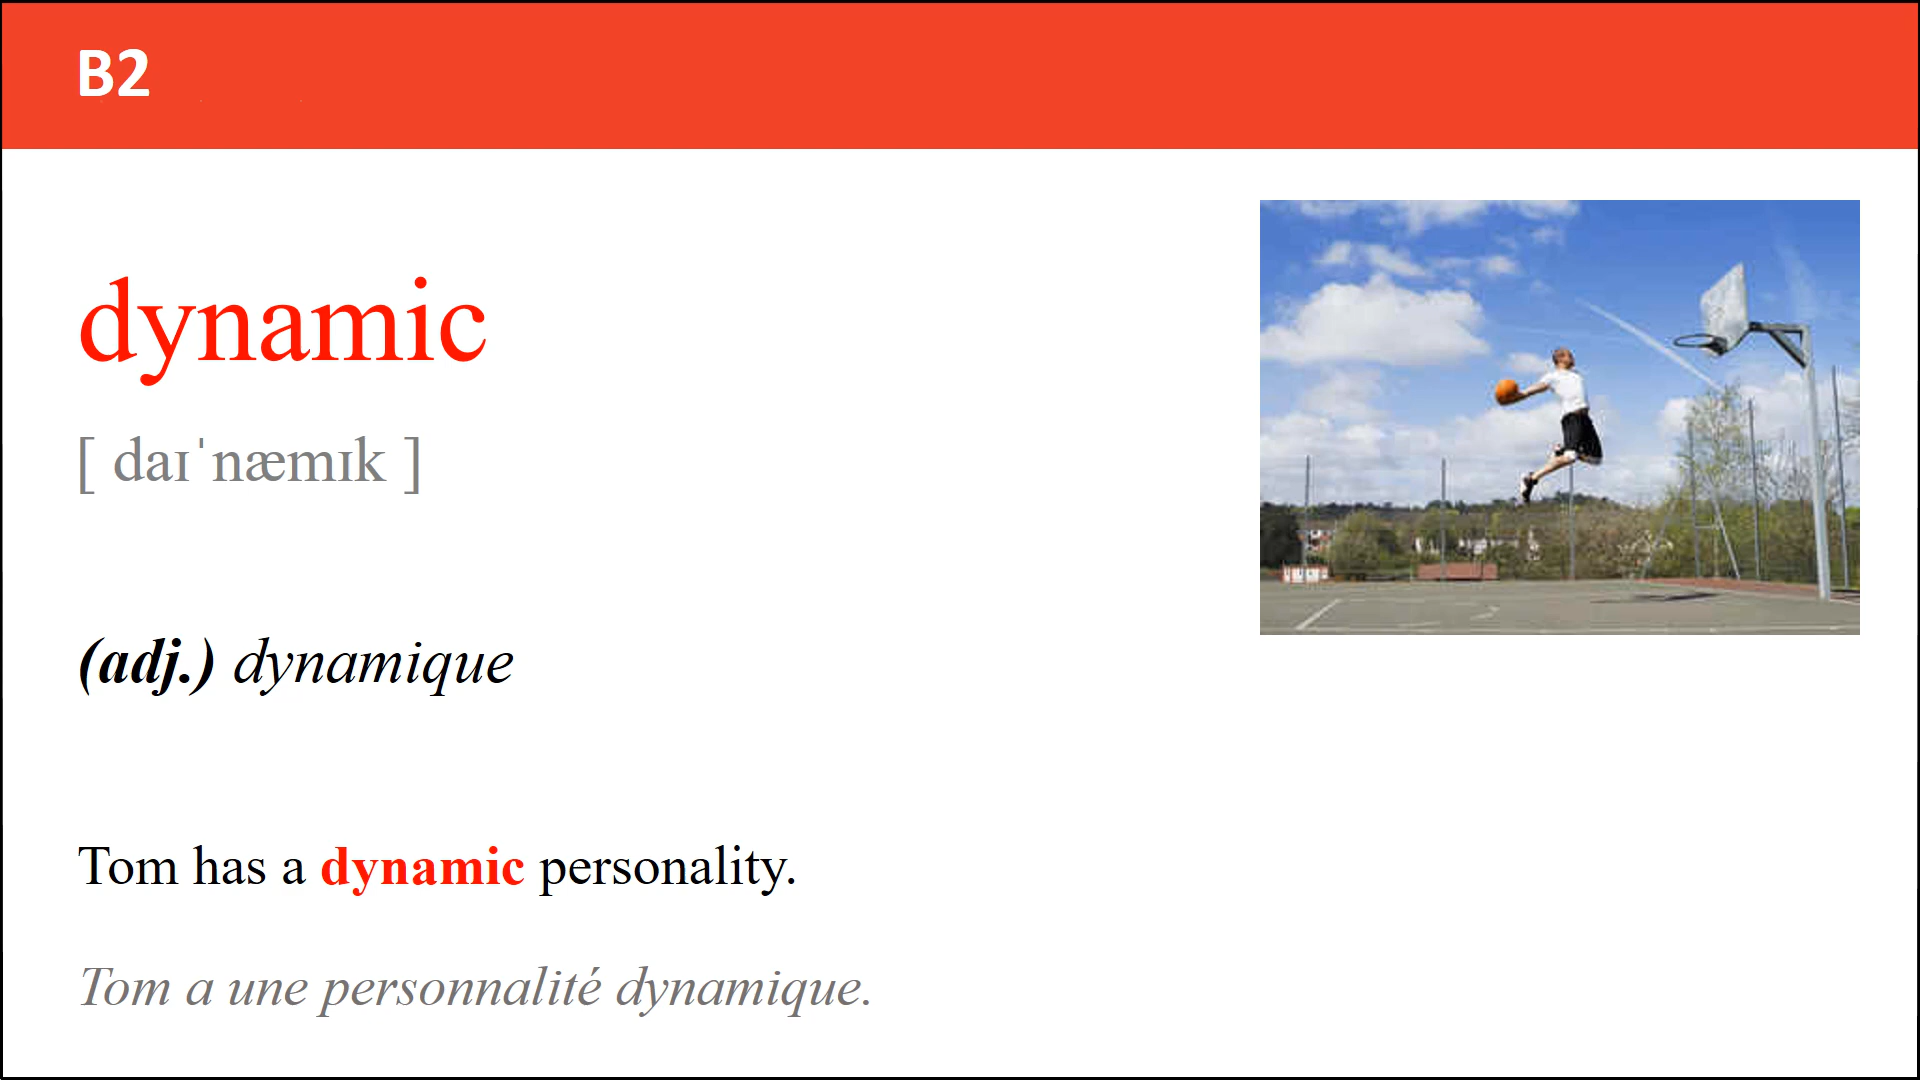 B2
dynamic
[ daɪˈnæmɪk ]
(adj.) dynamique
Tom has a dynamic personality.
Tom a une personnalité dynamique.